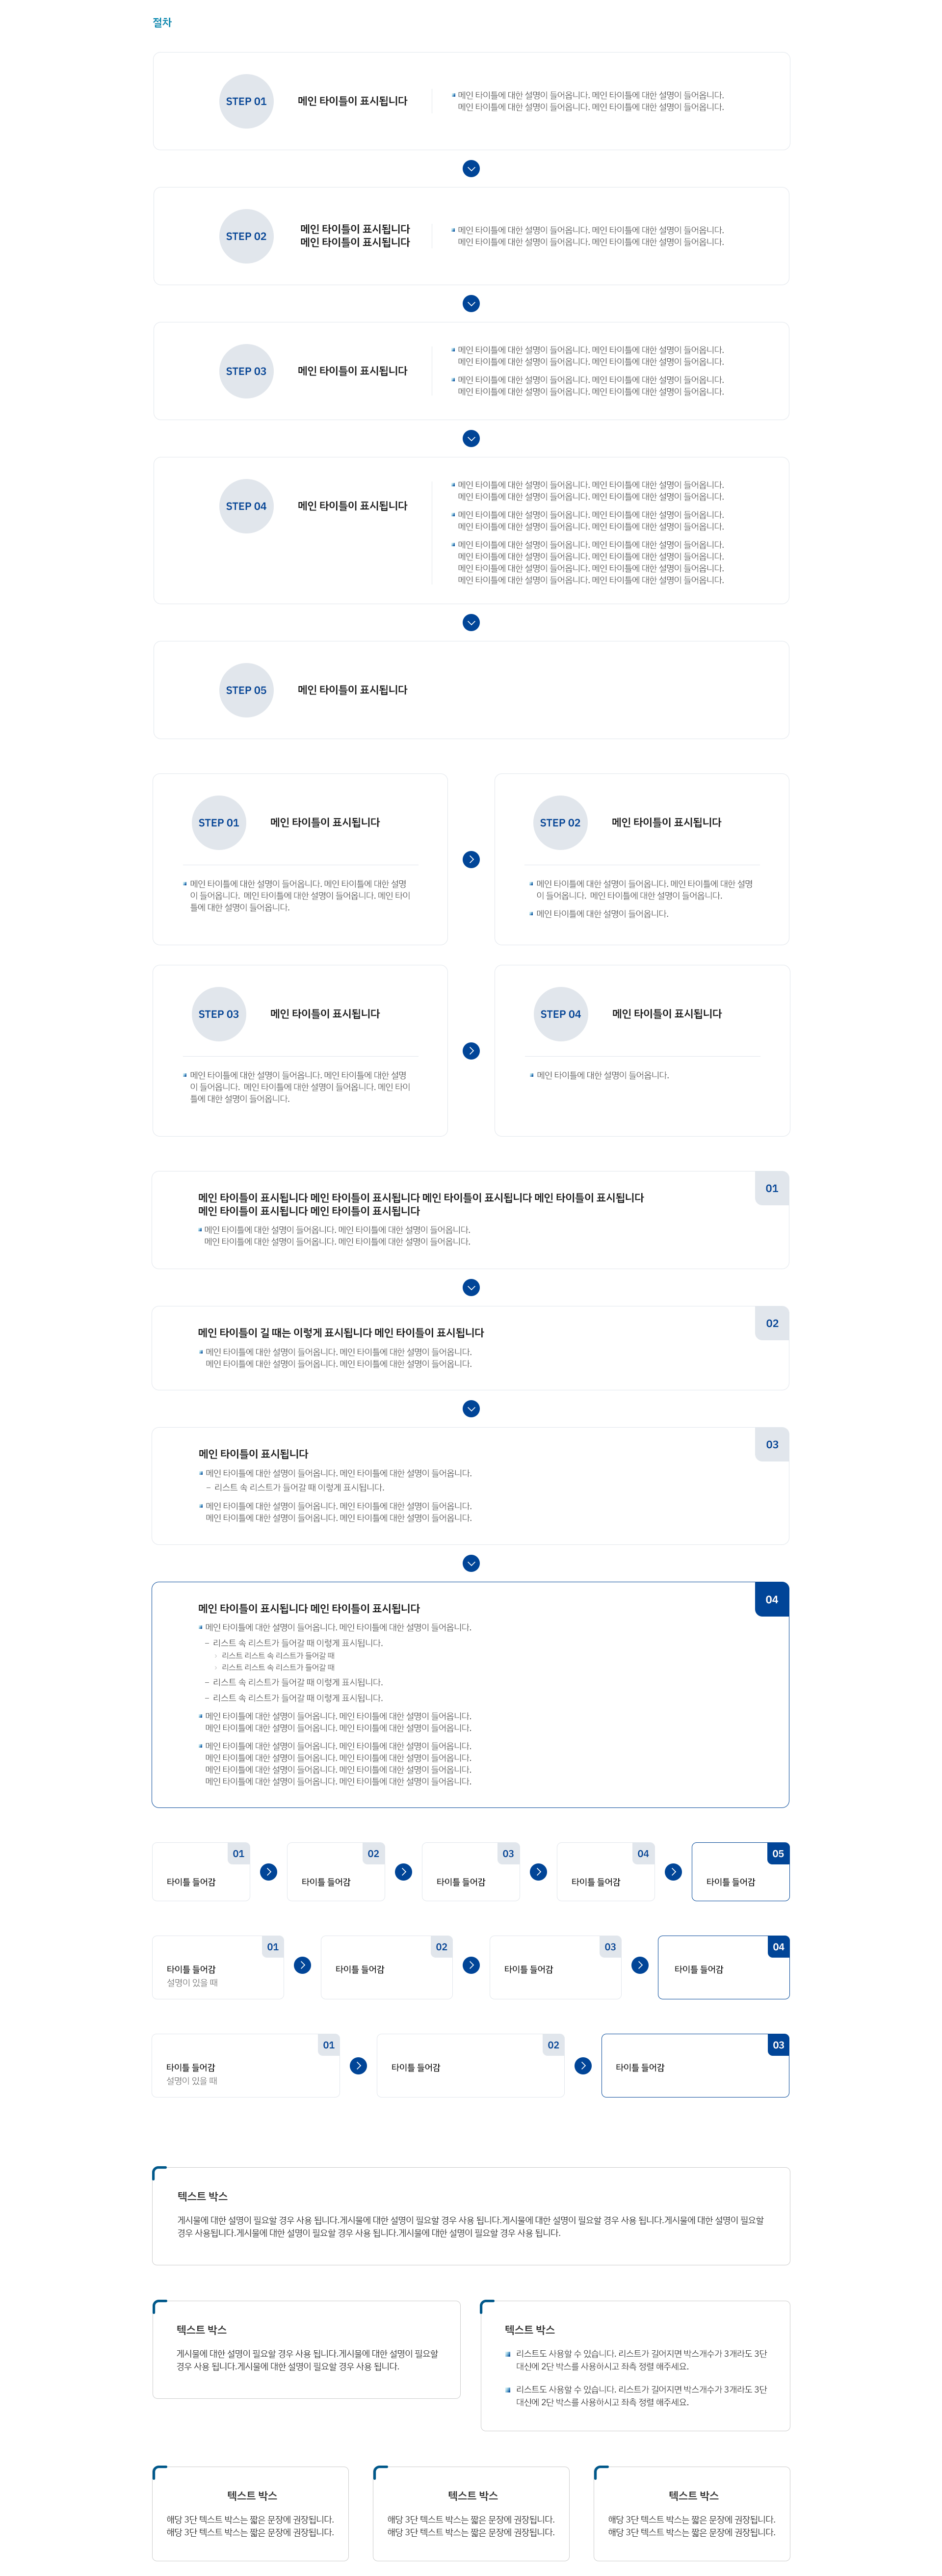 절차
STEP 01
메인 타이틀이 표시됩니다
메인 타이틀에 대한 설명이 들어옵니다. 메인 타이틀에 대한 설명이 들어옵니다.
메인 타이틀에 대한 설명이 들어옵니다. 메인 타이틀에 대한 설명이 들어옵니다.
STEP 02
메인 타이틀이 표시됩니다
메인 타이틀이 표시됩니다
메인 타이틀에 대한 설명이 들어옵니다. 메인 타이틀에 대한 설명이 들어옵니다.
메인 타이틀에 대한 설명이 들어옵니다. 메인 타이틀에 대한 설명이 들어옵니다.
STEP 03
메인 타이틀이 표시됩니다
메인 타이틀에 대한 설명이 들어옵니다. 메인 타이틀에 대한 설명이 들어옵니다.
메인 타이틀에 대한 설명이 들어옵니다. 메인 타이틀에 대한 설명이 들어옵니다.
메인 타이틀에 대한 설명이 들어옵니다. 메인 타이틀에 대한 설명이 들어옵니다.
메인 타이틀에 대한 설명이 들어옵니다. 메인 타이틀에 대한 설명이 들어옵니다.
STEP 04
메인 타이틀이 표시됩니다
메인 타이틀에 대한 설명이 들어옵니다. 메인 타이틀에 대한 설명이 들어옵니다.
메인 타이틀에 대한 설명이 들어옵니다. 메인 타이틀에 대한 설명이 들어옵니다.
메인 타이틀에 대한 설명이 들어옵니다. 메인 타이틀에 대한 설명이 들어옵니다.
메인 타이틀에 대한 설명이 들어옵니다. 메인 타이틀에 대한 설명이 들어옵니다.
메인 타이틀에 대한 설명이 들어옵니다. 메인 타이틀에 대한 설명이 들어옵니다.
메인 타이틀에 대한 설명이 들어옵니다. 메인 타이틀에 대한 설명이 들어옵니다.
메인 타이틀에 대한 설명이 들어옵니다. 메인 타이틀에 대한 설명이 들어옵니다.
메인 타이틀에 대한 설명이 들어옵니다. 메인 타이틀에 대한 설명이 들어옵니다.
STEP 05
메인 타이틀이 표시됩니다
STEP 01
메인 타이틀이 표시됩니다
메인 타이틀에 대한 설명이 들어옵니다. 메인 타이틀에 대한 설명
이 들어옵니다. 메인 타이틀에 대한 설명이 들어옵니다. 메인 타이
틀에 대한 설명이 들어옵니다.
STEP 02
메인 타이틀이 표시됩니다
메인 타이틀에 대한 설명이 들어옵니다. 메인 타이틀에 대한 설명
이 들어옵니다. 메인 타이틀에 대한 설명이 들어옵니다.
메인 타이틀에 대한 설명이 들어옵니다.
STEP 03
메인 타이틀이 표시됩니다
메인 타이틀에 대한 설명이 들어옵니다. 메인 타이틀에 대한 설명
이 들어옵니다. 메인 타이틀에 대한 설명이 들어옵니다. 메인 타이
틀에 대한 설명이 들어옵니다.
STEP 04
메인 타이틀이 표시됩니다
메인 타이틀에 대한 설명이 들어옵니다.
01
메인 타이틀이 표시됩니다 메인 타이틀이 표시됩니다 메인 타이틀이 표시됩니다 메인 타이틀이 표시됩니다
메인 타이틀이 표시됩니다 메인 타이틀이 표시됩니다
메인 타이틀에 대한 설명이 들어옵니다. 메인 타이틀에 대한 설명이 들어옵니다.
메인 타이틀에 대한 설명이 들어옵니다. 메인 타이틀에 대한 설명이 들어옵니다.
02
메인 타이틀이 길 때는 이렇게 표시됩니다 메인 타이틀이 표시됩니다
메인 타이틀에 대한 설명이 들어옵니다. 메인 타이틀에 대한 설명이 들어옵니다.
메인 타이틀에 대한 설명이 들어옵니다. 메인 타이틀에 대한 설명이 들어옵니다.
03
메인 타이틀이 표시됩니다
메인 타이틀에 대한 설명이 들어옵니다. 메인 타이틀에 대한 설명이 들어옵니다.
– 리스트 속 리스트가 들어갈 때 이렇게 표시됩니다.
메인 타이틀에 대한 설명이 들어옵니다. 메인 타이틀에 대한 설명이 들어옵니다.
메인 타이틀에 대한 설명이 들어옵니다. 메인 타이틀에 대한 설명이 들어옵니다.
04
메인 타이틀이 표시됩니다 메인 타이틀이 표시됩니다
메인 타이틀에 대한 설명이 들어옵니다. 메인 타이틀에 대한 설명이 들어옵니다.
– 리스트 속 리스트가 들어갈 때 이렇게 표시됩니다.
리스트 리스트 속 리스트가 들어갈 때
리스트 리스트 속 리스트가 들어갈 때
– 리스트 속 리스트가 들어갈 때 이렇게 표시됩니다.
– 리스트 속 리스트가 들어갈 때 이렇게 표시됩니다.
메인 타이틀에 대한 설명이 들어옵니다. 메인 타이틀에 대한 설명이 들어옵니다.
메인 타이틀에 대한 설명이 들어옵니다. 메인 타이틀에 대한 설명이 들어옵니다.
메인 타이틀에 대한 설명이 들어옵니다. 메인 타이틀에 대한 설명이 들어옵니다.
메인 타이틀에 대한 설명이 들어옵니다. 메인 타이틀에 대한 설명이 들어옵니다.
메인 타이틀에 대한 설명이 들어옵니다. 메인 타이틀에 대한 설명이 들어옵니다.
메인 타이틀에 대한 설명이 들어옵니다. 메인 타이틀에 대한 설명이 들어옵니다.
01
타이틀 들어감
02
타이틀 들어감
03
타이틀 들어감
04
타이틀 들어감
05
타이틀 들어감
01
타이틀 들어감
설명이 있을 때
02
타이틀 들어감
03
타이틀 들어감
04
타이틀 들어감
01
타이틀 들어감
설명이 있을 때
02
타이틀 들어감
03
타이틀 들어감
텍스트 박스
게시물에 대한 설명이 필요할 경우 사용 됩니다.게시물에 대한 설명이 필요할 경우 사용 됩니다.게시물에 대한 설명이 필요할 경우 사용 됩니다.게시물에 대한 설명이 필요할
경우 사용됩니다.게시물에 대한 설명이 필요할 경우 사용 됩니다.게시물에 대한 설명이 필요할 경우 사용 됩니다.
텍스트 박스
게시물에 대한 설명이 필요할 경우 사용 됩니다.게시물에 대한 설명이 필요할
경우 사용 됩니다.게시물에 대한 설명이 필요할 경우 사용 됩니다.
텍스트 박스
리스트도 사용할 수 있습니다. 리스트가 길어지면 박스개수가 3개라도 3단
대신에 2단 박스를 사용하시고 좌측 정렬 해주세요.
리스트도 사용할 수 있습니다. 리스트가 길어지면 박스개수가 3개라도 3단
대신에 2단 박스를 사용하시고 좌측 정렬 해주세요.
텍스트 박스
해당 3단 텍스트 박스는 짧은 문장에 권장됩니다.
해당 3단 텍스트 박스는 짧은 문장에 권장됩니다.
텍스트 박스
해당 3단 텍스트 박스는 짧은 문장에 권장됩니다.
해당 3단 텍스트 박스는 짧은 문장에 권장됩니다.
텍스트 박스
해당 3단 텍스트 박스는 짧은 문장에 권장됩니다.
해당 3단 텍스트 박스는 짧은 문장에 권장됩니다.